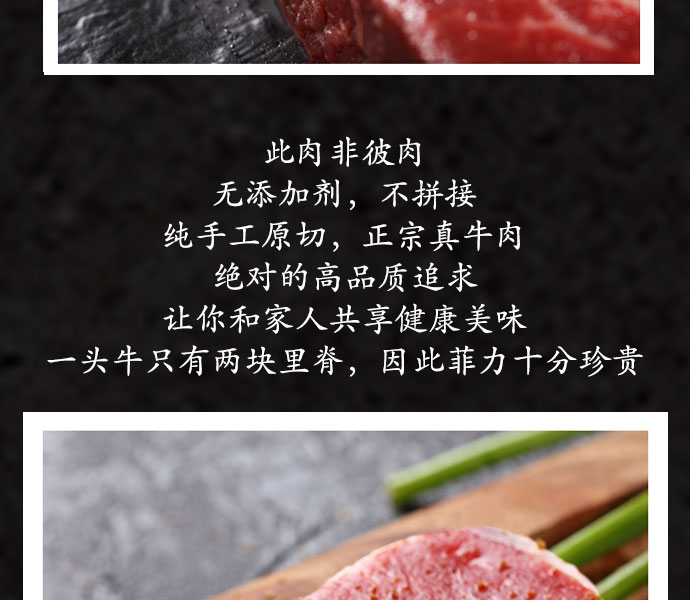 此肉非彼肉
无添加剂，不拼接
纯手工原切，正宗真牛肉
绝对的高品质追求
让你和家人共享健康美味
一头牛只有两块里脊，因此菲力十分珍贵